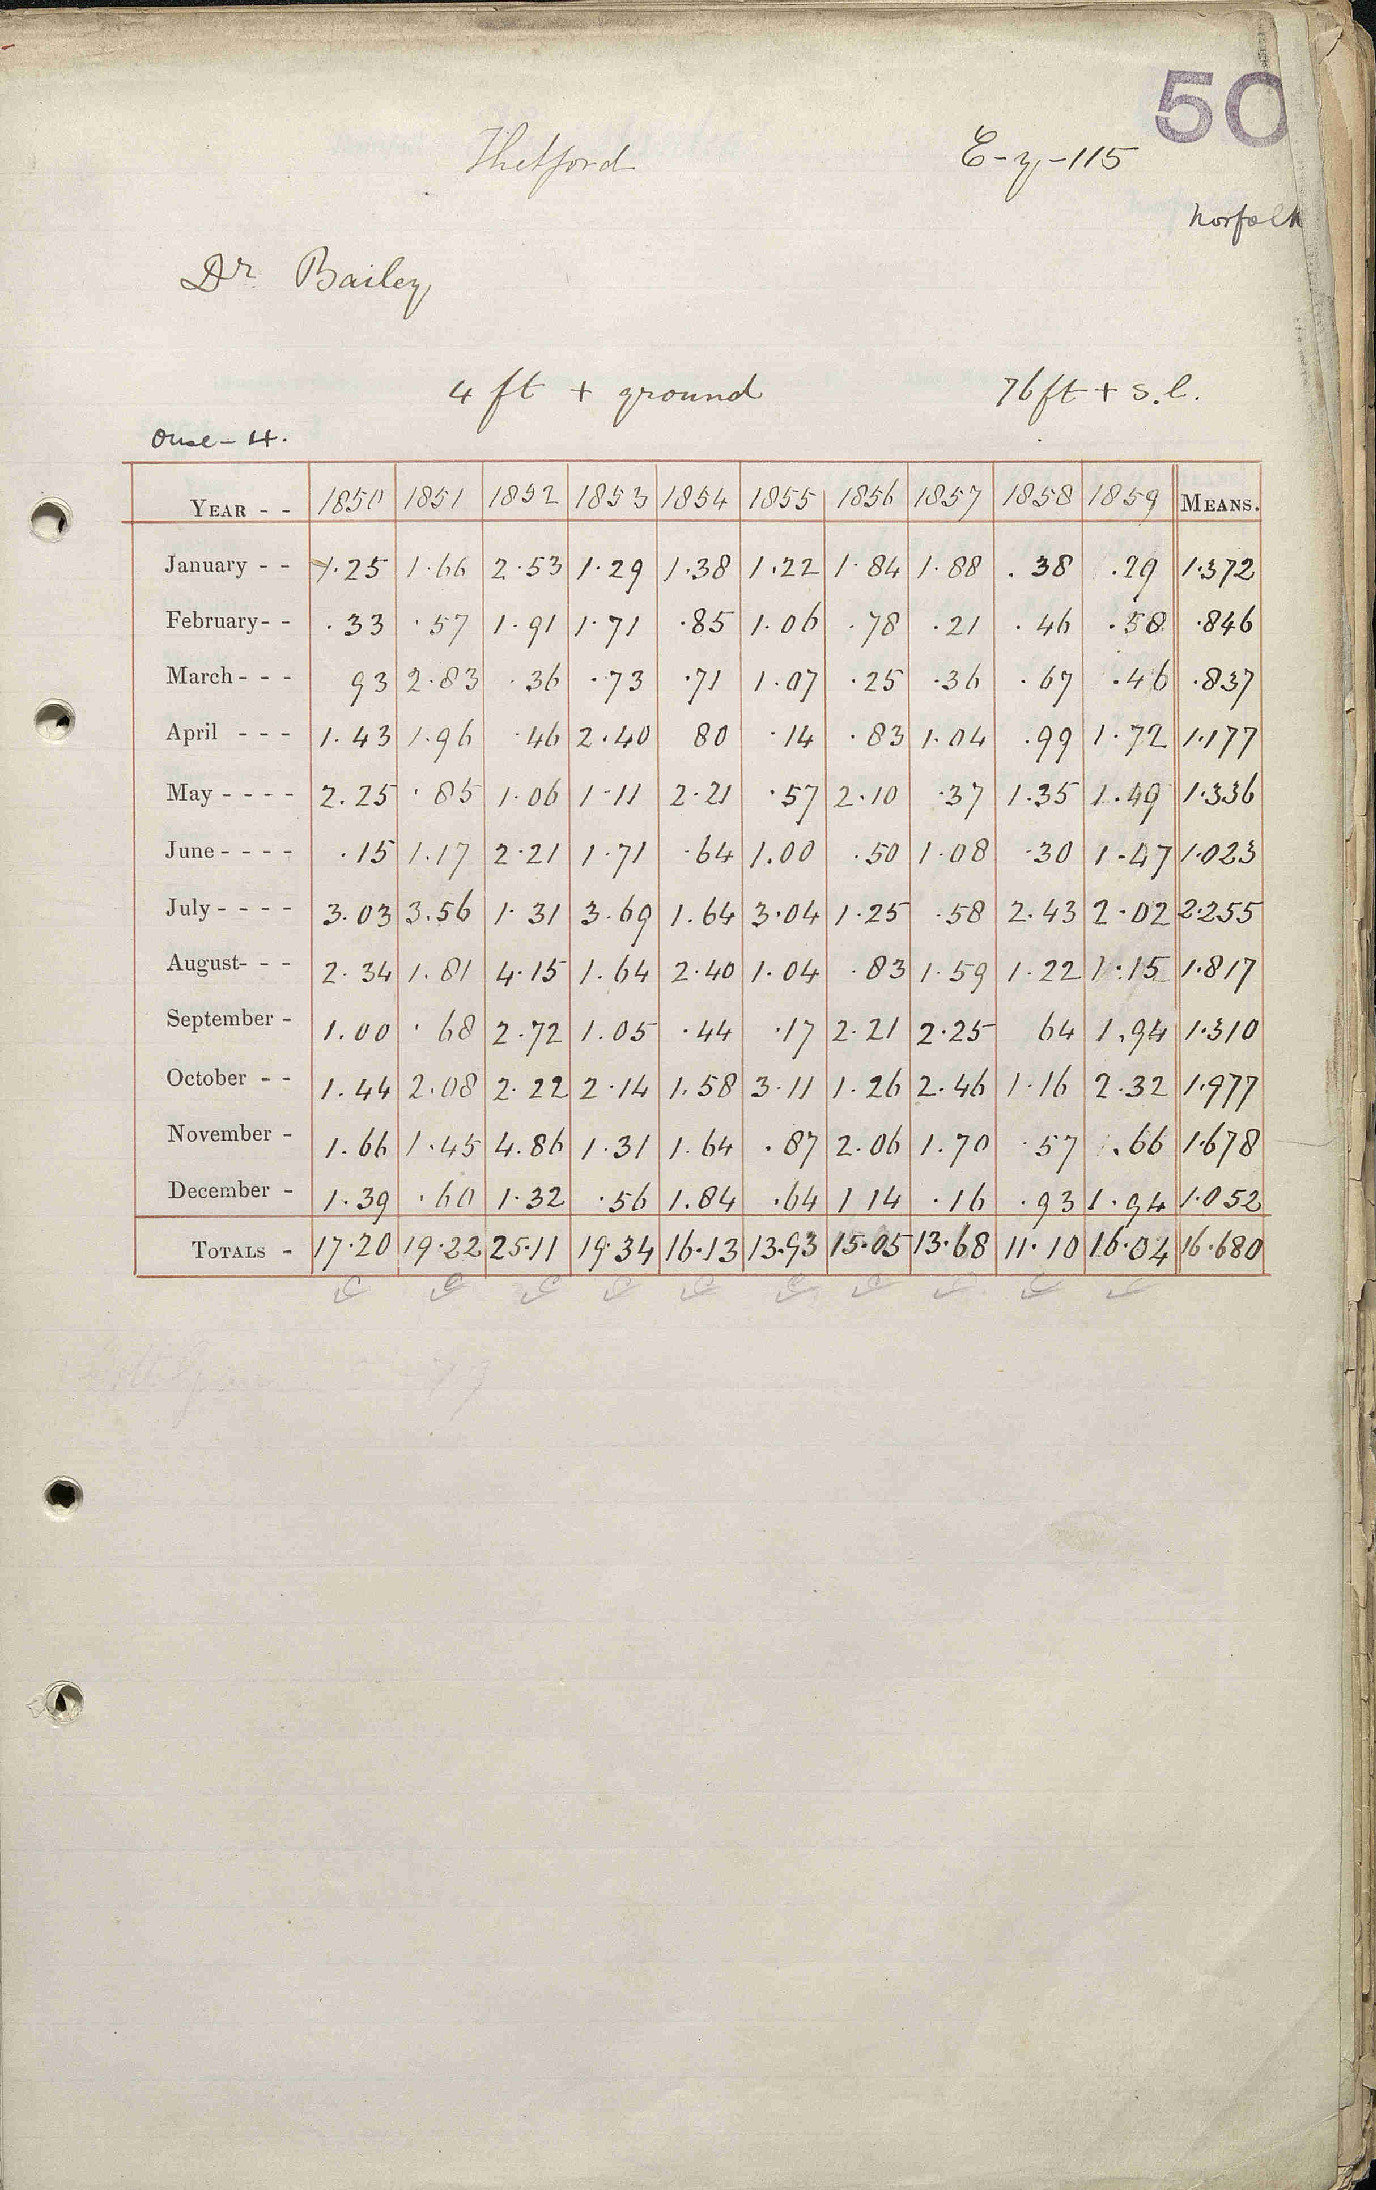 50
Thetford E-y-115
Norfolk
Dr. Bailey
4 ft + ground 76 ft + s.l.
Ouse - 4.
YEAR - - 1850 1851 1852 1853 1854 1855 1856 1857 1858 1859 MEANS.
January - - 1.25 1.66 2.53 1.29 1.38 1.22 1.84 1.88 .38 .29 1.372
February - - .33 .57 1.91 1.71 .85 1.06 .78 .21 .46 .58 .846
March - - - 93 2.83 .36 .73 .71 1.07 .25 .36 .67 .46 .837
April - - - 1.43 1.96 .46 2.40 80 .14 .83 1.04 .99 1.72 1.177
May - - - - 2.25 .85 1.06 1.11 2.21 .57 2.10 .37 1.35 1.49 1.336
June - - - - .15 1.17 2.21 1.71 .64 1.00 .50 1.08 .30 1.47 1.023
July - - - - 3.03 3.56 1.31 3.69 1.64 3.04 1.25 .58 2.43 2.02 2.255
August - - - 2.34 1.81 4.15 1.64 2.40 1.04 .83 1.59 1.22 1.15 1.817
September - 1.00 .68 2.72 1.05 .44 .17 2.21 2.25 64 1.94 1.310
October - - 1.44 2.08 2.22 2.14 1.58 3.11 1.26 2.46 1.16 2.32 1.977
November - 1.66 1.45 4.86 1.31 1.64 .87 2.06 1.70 .57 .66 1.678
December - 1.39 .60 1.32 .56 1.84 .64 1 14 .16 .93 1.94 1.052
TOTALS - 17.20 19.22 25.11 19.34 16.13 13.93 15.05 13.68 11.10 16.04 16.680